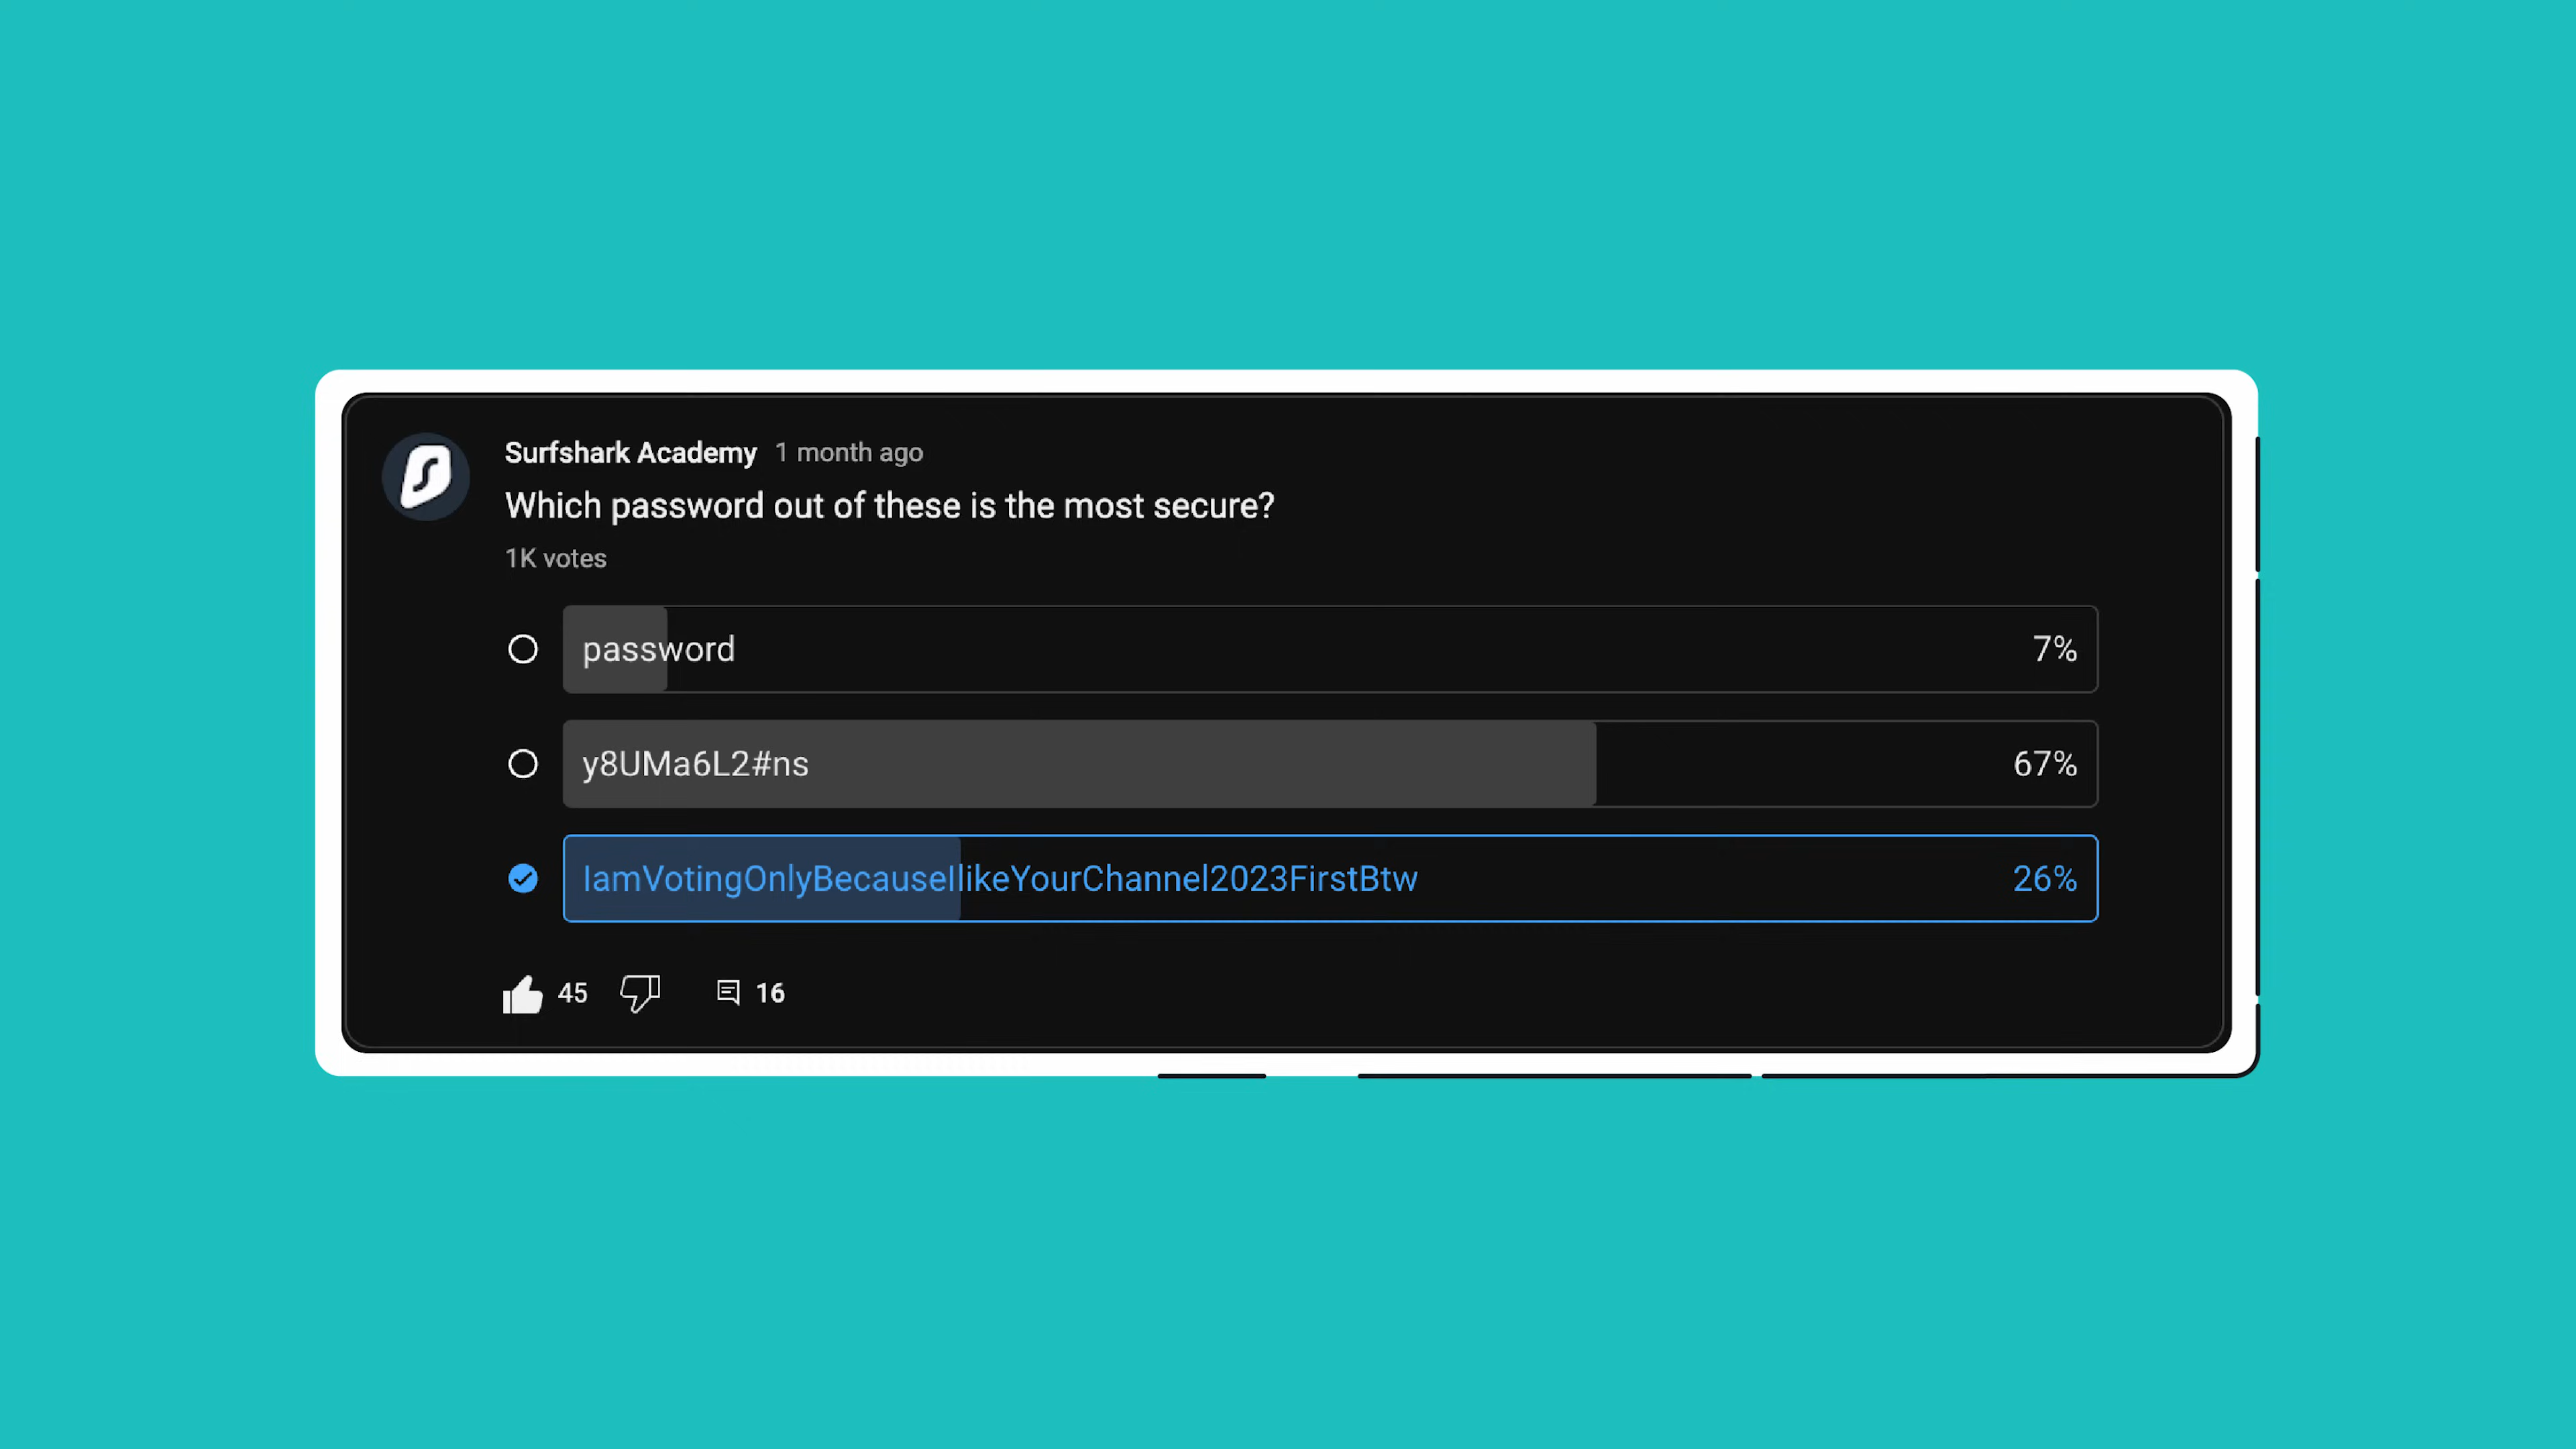 Surfshark Academy 1 month ago
Which password out of these is the most secure?
1K votes
password 7%
y8UMa6L2#ns 67%
IamVotingOnlyBecauseIlikeYourChannel2023FirstBtw 26%
45 16